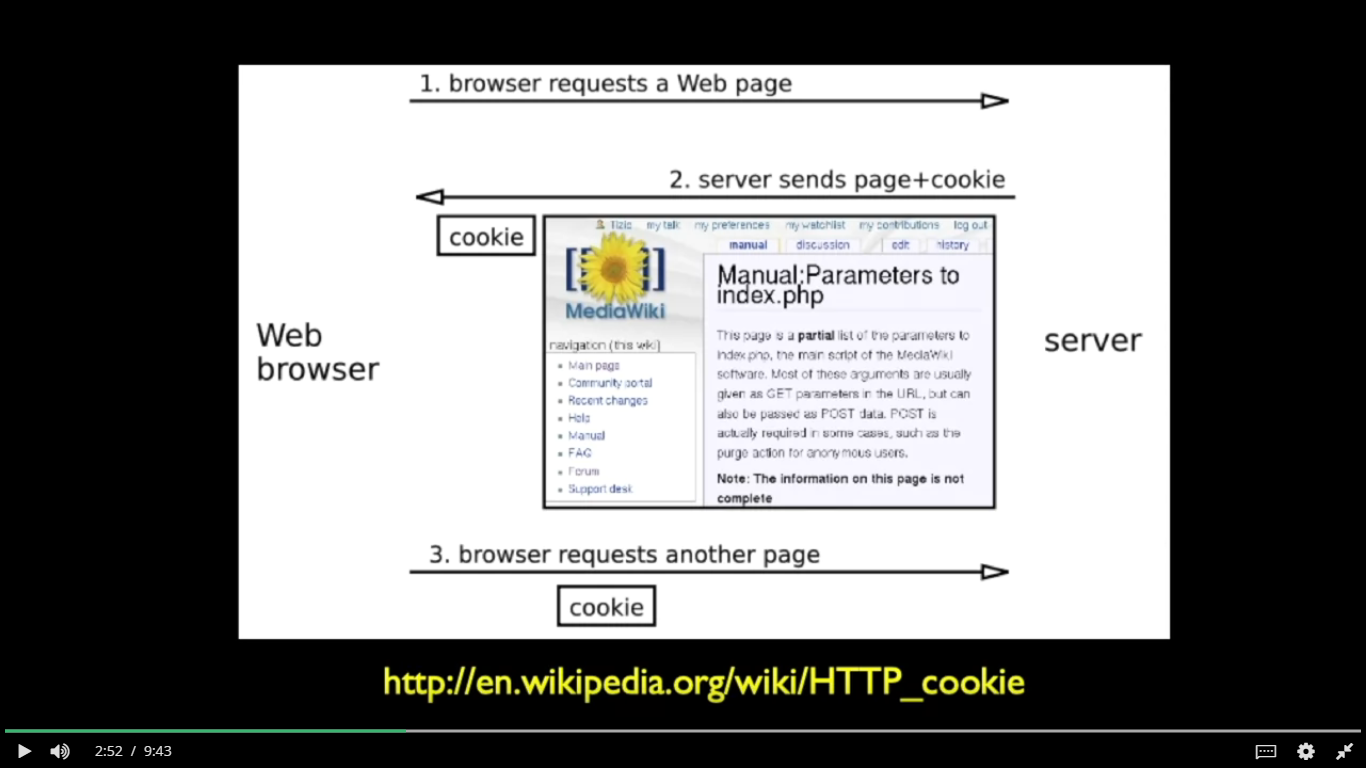 1. browser requests a Web page
2. server sends page+cookie
cookie
Tizio my talk my preferences my watchlist my contributions log out
manual discussion edit history
MediaWiki
Manual:Parameters to
index.php
navigation (this wiki)
Main page
Community portal
Recent changes
Help
Manual
FAQ
Forum
Support desk
This page is a partial list of the parameters to
index.php, the main script of the MediaWiki
software. Most of these arguments are usually
given as GET parameters in the URL, but can
also be passed as POST data. POST is
actually required in some cases, such as the
purge action for anonymous users.
Note: The information on this page is not
complete
Web
browser
server
3. browser requests another page
cookie
http://en.wikipedia.org/wiki/HTTP_cookie
2:52 / 9:43